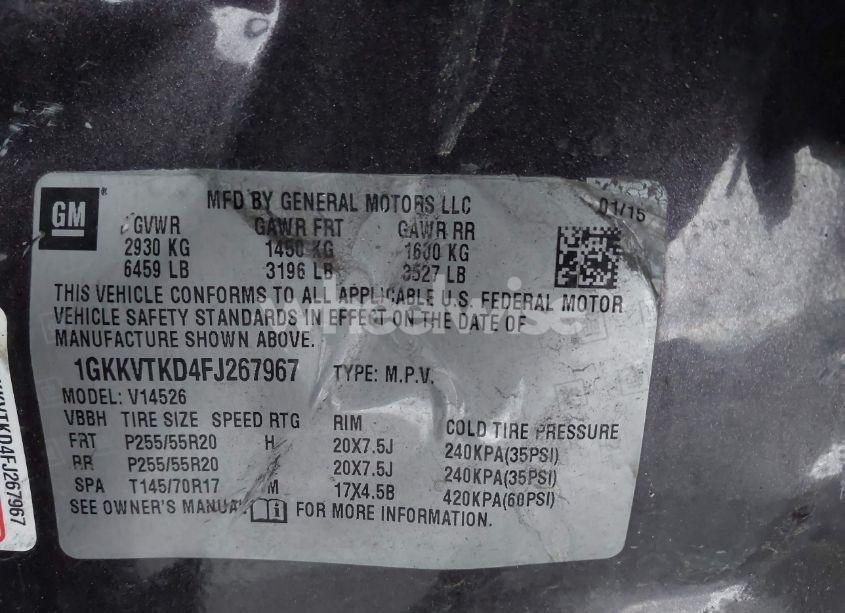 GM
MFD BY GENERAL MOTORS LLC
01/15
GVWR GAWR FRT GAWR RR
2930 KG 1450 KG 1600 KG
6459 LB 3196 LB 3527 LB
THIS VEHICLE CONFORMS TO ALL APPLICABLE U.S. FEDERAL MOTOR
VEHICLE SAFETY STANDARDS IN EFFECT ON THE DATE OF
MANUFACTURE SHOWN ABOVE.
1GKKVTKD4FJ267967 TYPE: M.P.V.
MODEL: V14526
VBBH TIRE SIZE SPEED RTG RIM COLD TIRE PRESSURE
FRT P255/55R20 H 20X7.5J 240KPA(35PSI)
RR P255/55R20 20X7.5J 240KPA(35PSI)
SPA T145/70R17 M 17X4.5B 420KPA(60PSI)
SEE OWNER'S MANUAL FOR MORE INFORMATION.
KKVTKD4FJ267967